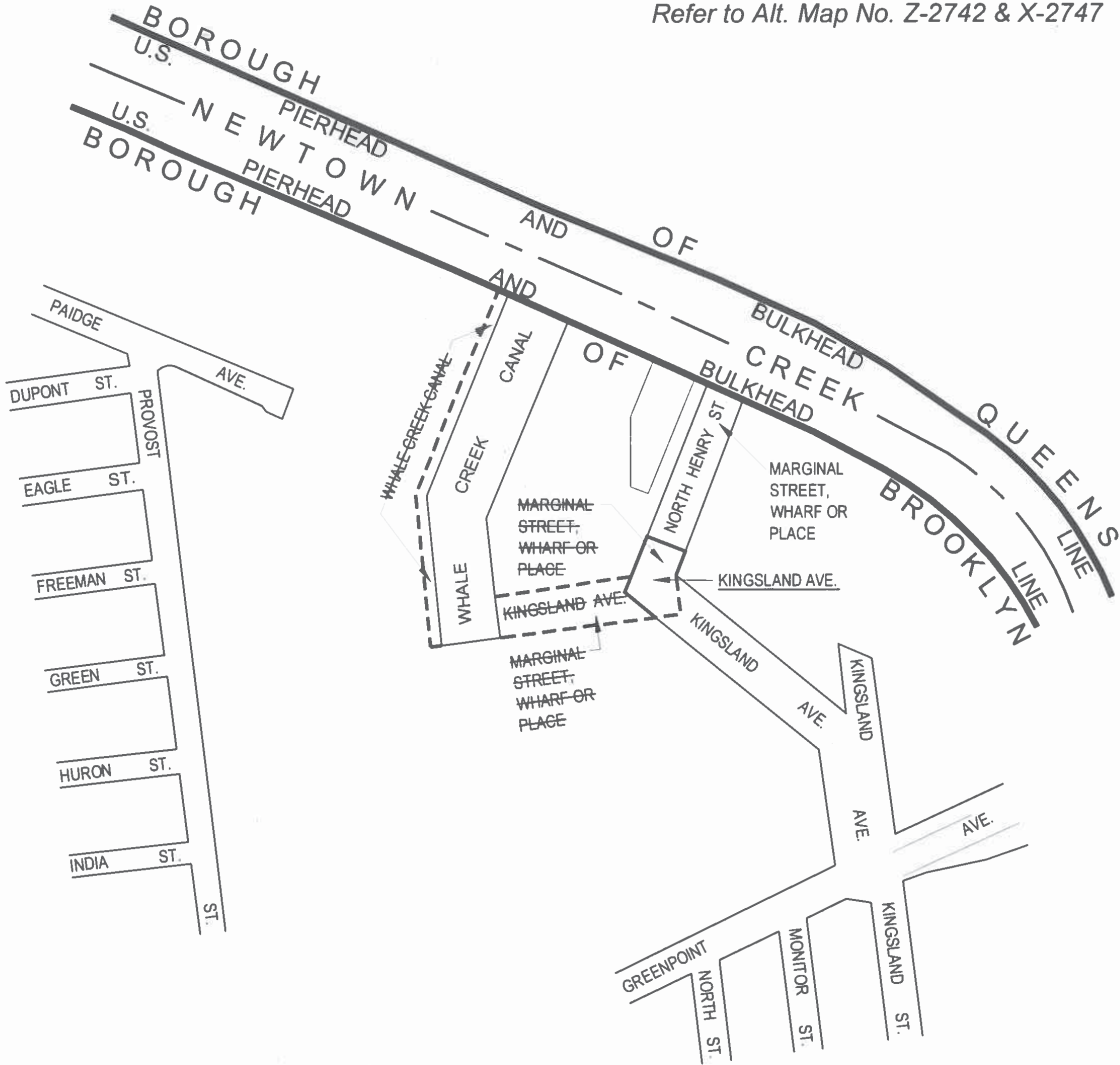 Refer to Alt. Map No. Z-2742 & X-2747
BOROUGH OF QUEENS
U.S. PIERHEAD AND BULKHEAD LINE
NEWTOWN CREEK
U.S. PIERHEAD AND BULKHEAD LINE
BOROUGH OF BROOKLYN
PAIDGE AVE.
DUPONT ST.
PROVOST ST.
EAGLE ST.
FREEMAN ST.
GREEN ST.
HURON ST.
INDIA ST.
WHALE CREEK CANAL
WHALE CREEK CANAL
NORTH HENRY ST
MARGINAL
STREET,
WHARF OR
PLACE
MARGINAL
STREET,
WHARF OR
PLACE
KINGSLAND AVE.
KINGSLAND AVE.
MARGINAL
STREET,
WHARF OR
PLACE
KINGSLAND AVE.
KINGSLAND AVE.
GREENPOINT AVE.
NORTH ST.
MONITOR ST.
KINGSLAND ST.